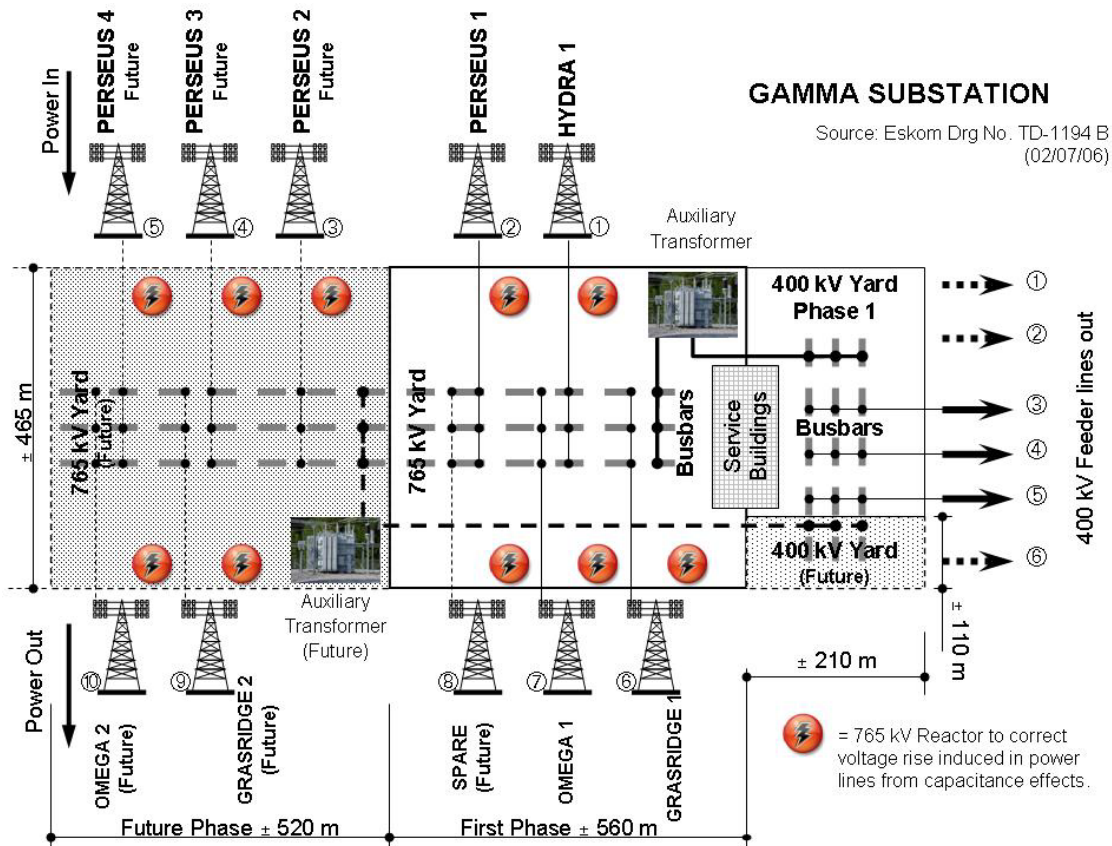 Power In
PERSEUS 4
Future
PERSEUS 3
Future
PERSEUS 2
Future
PERSEUS 1
HYDRA 1
GAMMA SUBSTATION
Source: Eskom Drg No. TD-1194 B
(02/07/06)
⑤
④
③
②
①
Auxiliary
Transformer
± 465 m
765 kV Yard
(Future)
765 kV Yard
Busbars
Service
Buildings
400 kV Yard
Phase 1
Busbars
400 kV Yard
(Future)
①
②
③
④
⑤
⑥
400 kV Feeder lines out
Auxiliary
Transformer
(Future)
± 110 m
± 210 m
Power Out
⑩
⑨
⑧
⑦
⑥
OMEGA 2
(Future)
GRASRIDGE 2
(Future)
SPARE
(Future)
OMEGA 1
GRASRIDGE 1
= 765 kV Reactor to correct
voltage rise induced in power
lines from capacitance effects.
Future Phase ± 520 m
First Phase ± 560 m